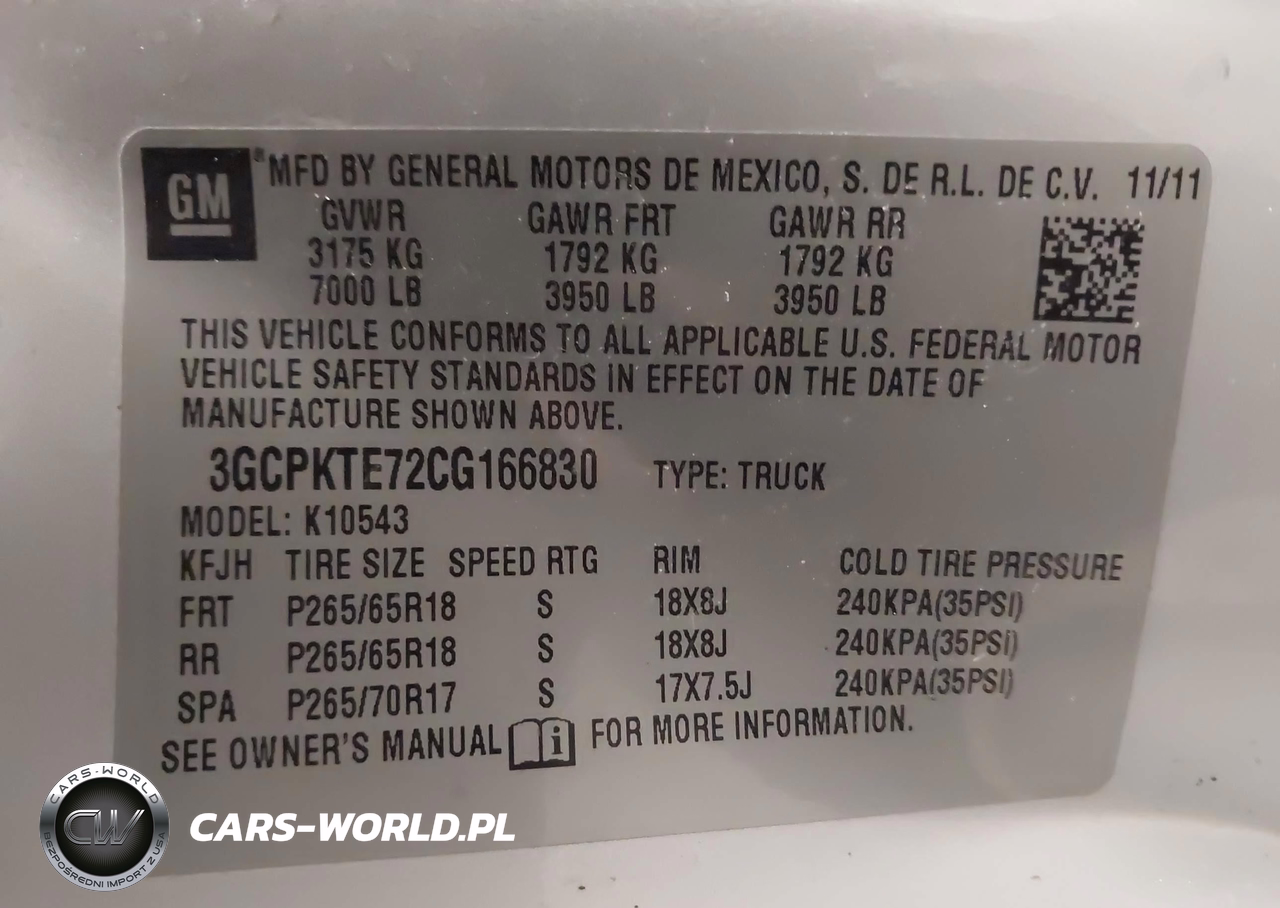 GM
® MFD BY GENERAL MOTORS DE MEXICO, S. DE R.L. DE C.V. 11/11
GVWR GAWR FRT GAWR RR
3175 KG 1792 KG 1792 KG
7000 LB 3950 LB 3950 LB
THIS VEHICLE CONFORMS TO ALL APPLICABLE U.S. FEDERAL MOTOR
VEHICLE SAFETY STANDARDS IN EFFECT ON THE DATE OF
MANUFACTURE SHOWN ABOVE.
3GCPKTE72CG166830 TYPE: TRUCK
MODEL: K10543
KFJH TIRE SIZE SPEED RTG RIM COLD TIRE PRESSURE
FRT P265/65R18 S 18X8J 240KPA(35PSI)
RR P265/65R18 S 18X8J 240KPA(35PSI)
SPA P265/70R17 S 17X7.5J 240KPA(35PSI)
SEE OWNER'S MANUAL i FOR MORE INFORMATION.
CARS-WORLD
CW
BEZPOŚREDNI IMPORT Z USA
CARS-WORLD.PL